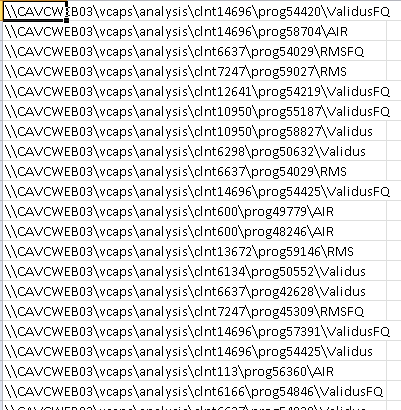 \\CAVCWEB03\vcaps\analysis\clnt14696\prog54420\ValidusFQ
\\CAVCWEB03\vcaps\analysis\clnt14696\prog58704\AIR
\\CAVCWEB03\vcaps\analysis\clnt6637\prog54029\RMSFQ
\\CAVCWEB03\vcaps\analysis\clnt7247\prog59027\RMS
\\CAVCWEB03\vcaps\analysis\clnt12641\prog54219\ValidusFQ
\\CAVCWEB03\vcaps\analysis\clnt10950\prog55187\ValidusFQ
\\CAVCWEB03\vcaps\analysis\clnt10950\prog58827\Validus
\\CAVCWEB03\vcaps\analysis\clnt6298\prog50632\Validus
\\CAVCWEB03\vcaps\analysis\clnt6637\prog54029\RMS
\\CAVCWEB03\vcaps\analysis\clnt14696\prog54425\ValidusFQ
\\CAVCWEB03\vcaps\analysis\clnt600\prog49779\AIR
\\CAVCWEB03\vcaps\analysis\clnt600\prog48246\AIR
\\CAVCWEB03\vcaps\analysis\clnt13672\prog59146\RMS
\\CAVCWEB03\vcaps\analysis\clnt6134\prog50552\Validus
\\CAVCWEB03\vcaps\analysis\clnt6637\prog42628\Validus
\\CAVCWEB03\vcaps\analysis\clnt7247\prog45309\RMSFQ
\\CAVCWEB03\vcaps\analysis\clnt14696\prog57391\ValidusFQ
\\CAVCWEB03\vcaps\analysis\clnt14696\prog54425\Validus
\\CAVCWEB03\vcaps\analysis\clnt113\prog56360\AIR
\\CAVCWEB03\vcaps\analysis\clnt6166\prog54846\ValidusFQ